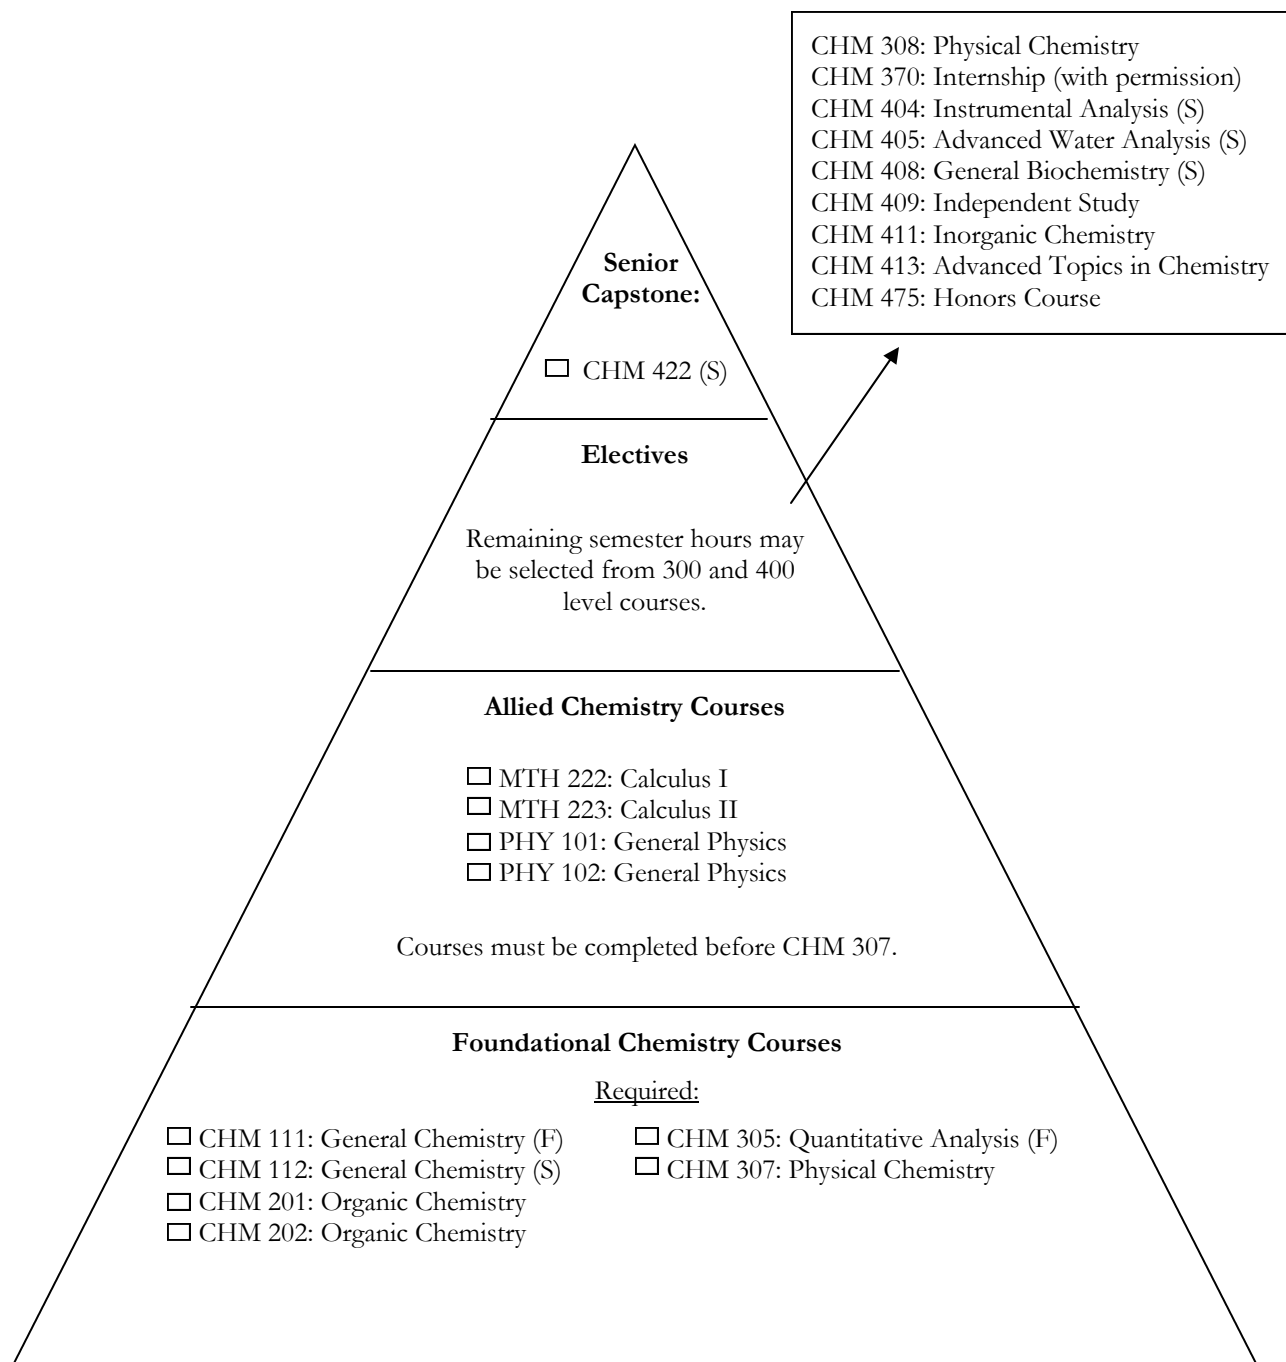 CHM 308: Physical Chemistry
CHM 370: Internship (with permission)
CHM 404: Instrumental Analysis (S)
CHM 405: Advanced Water Analysis (S)
CHM 408: General Biochemistry (S)
CHM 409: Independent Study
CHM 411: Inorganic Chemistry
CHM 413: Advanced Topics in Chemistry
CHM 475: Honors Course
Senior
Capstone:
CHM 422 (S)
Electives
Remaining semester hours may
be selected from 300 and 400
level courses.
Allied Chemistry Courses
MTH 222: Calculus I
MTH 223: Calculus II
PHY 101: General Physics
PHY 102: General Physics
Courses must be completed before CHM 307.
Foundational Chemistry Courses
Required:
CHM 111: General Chemistry (F)
CHM 112: General Chemistry (S)
CHM 201: Organic Chemistry
CHM 202: Organic Chemistry
CHM 305: Quantitative Analysis (F)
CHM 307: Physical Chemistry